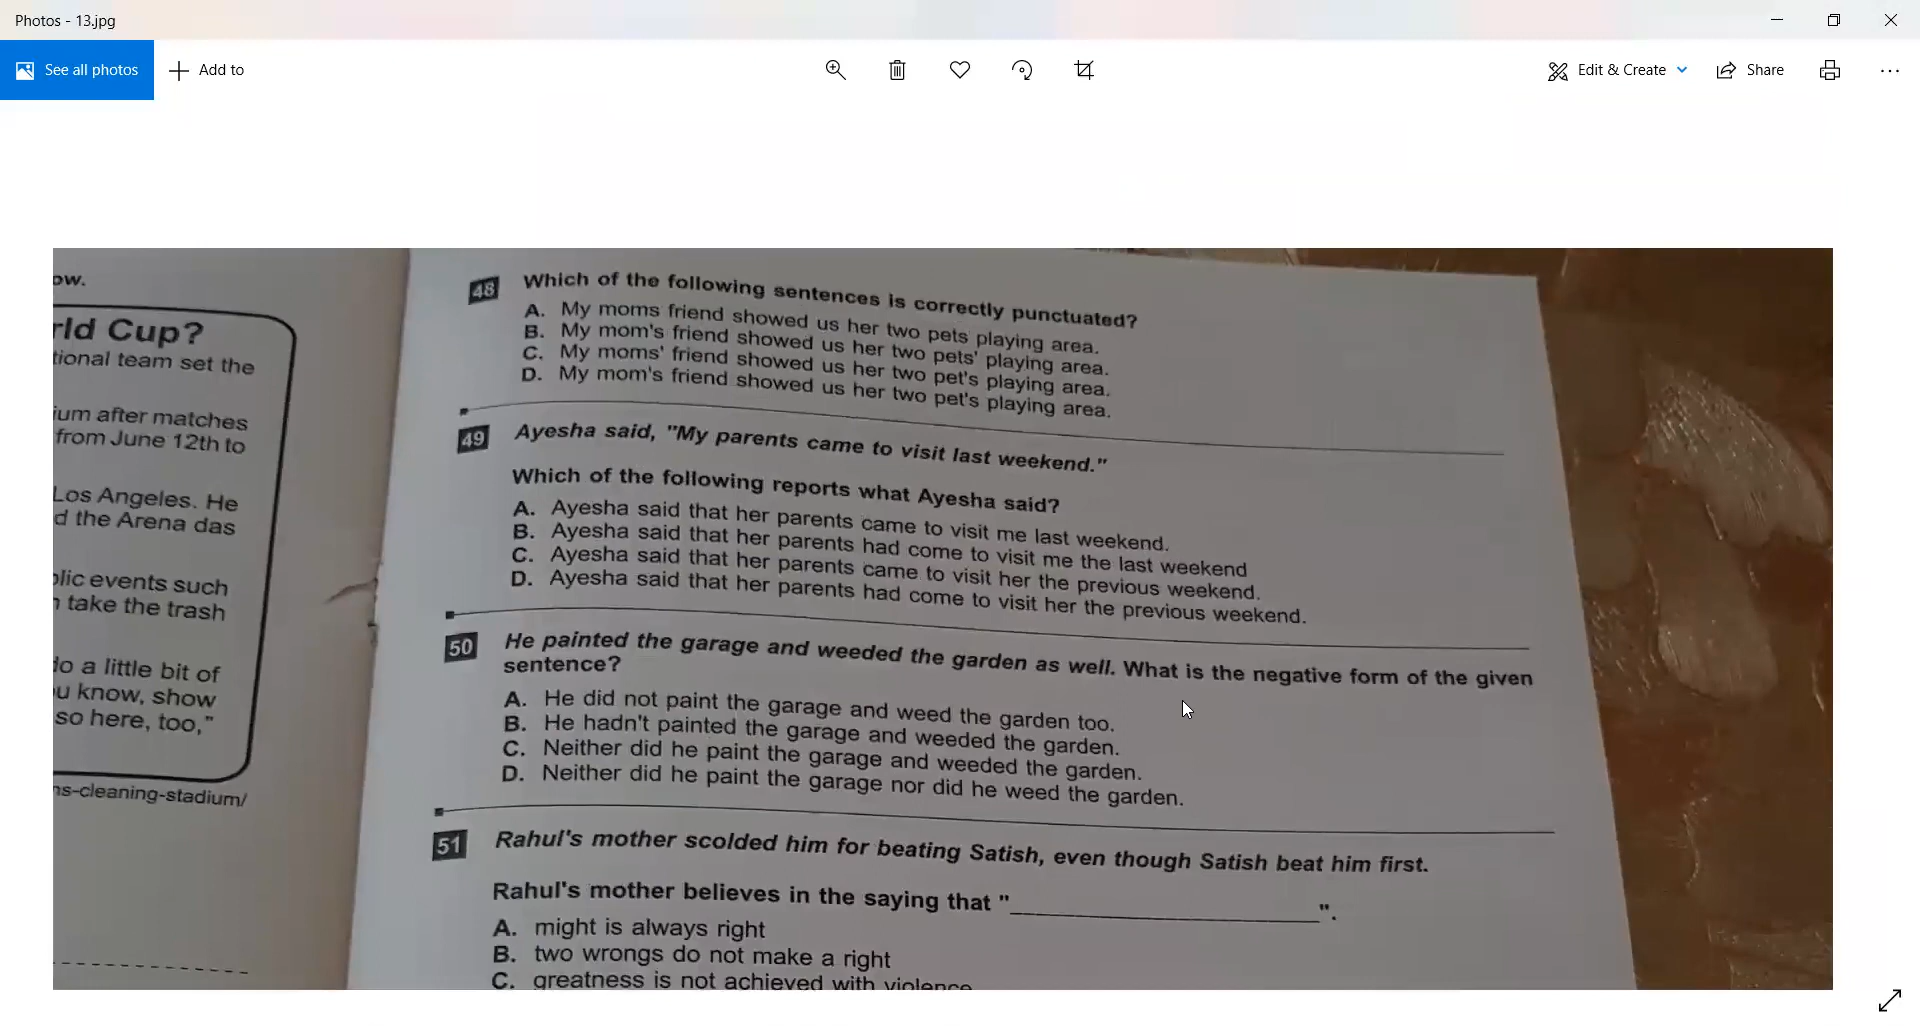 Photos - 13.jpg
See all photos
Add to
Edit & Create
Share
ow.
rld Cup?
tional team set the
ium after matches
from June 12th to
Los Angeles. He
d the Arena das
olic events such
n take the trash
do a little bit of
u know, show
so here, too,"
ns-cleaning-stadium/
48 Which of the following sentences is correctly punctuated?
A. My moms friend showed us her two pets playing area.
B. My mom's friend showed us her two pets' playing area.
C. My moms' friend showed us her two pet's playing area.
D. My mom's friend showed us her two pet's playing area.
49 Ayesha said, "My parents came to visit last weekend."
Which of the following reports what Ayesha said?
A. Ayesha said that her parents came to visit me last weekend.
B. Ayesha said that her parents had come to visit me the last weekend
C. Ayesha said that her parents came to visit her the previous weekend.
D. Ayesha said that her parents had come to visit her the previous weekend.
50 He painted the garage and weeded the garden as well. What is the negative form of the given
sentence?
A. He did not paint the garage and weed the garden too.
B. He hadn't painted the garage and weeded the garden.
C. Neither did he paint the garage and weeded the garden.
D. Neither did he paint the garage nor did he weed the garden.
51 Rahul's mother scolded him for beating Satish, even though Satish beat him first.
Rahul's mother believes in the saying that "____________________".
A. might is always right
B. two wrongs do not make a right
C. greatness is not achieved with violence